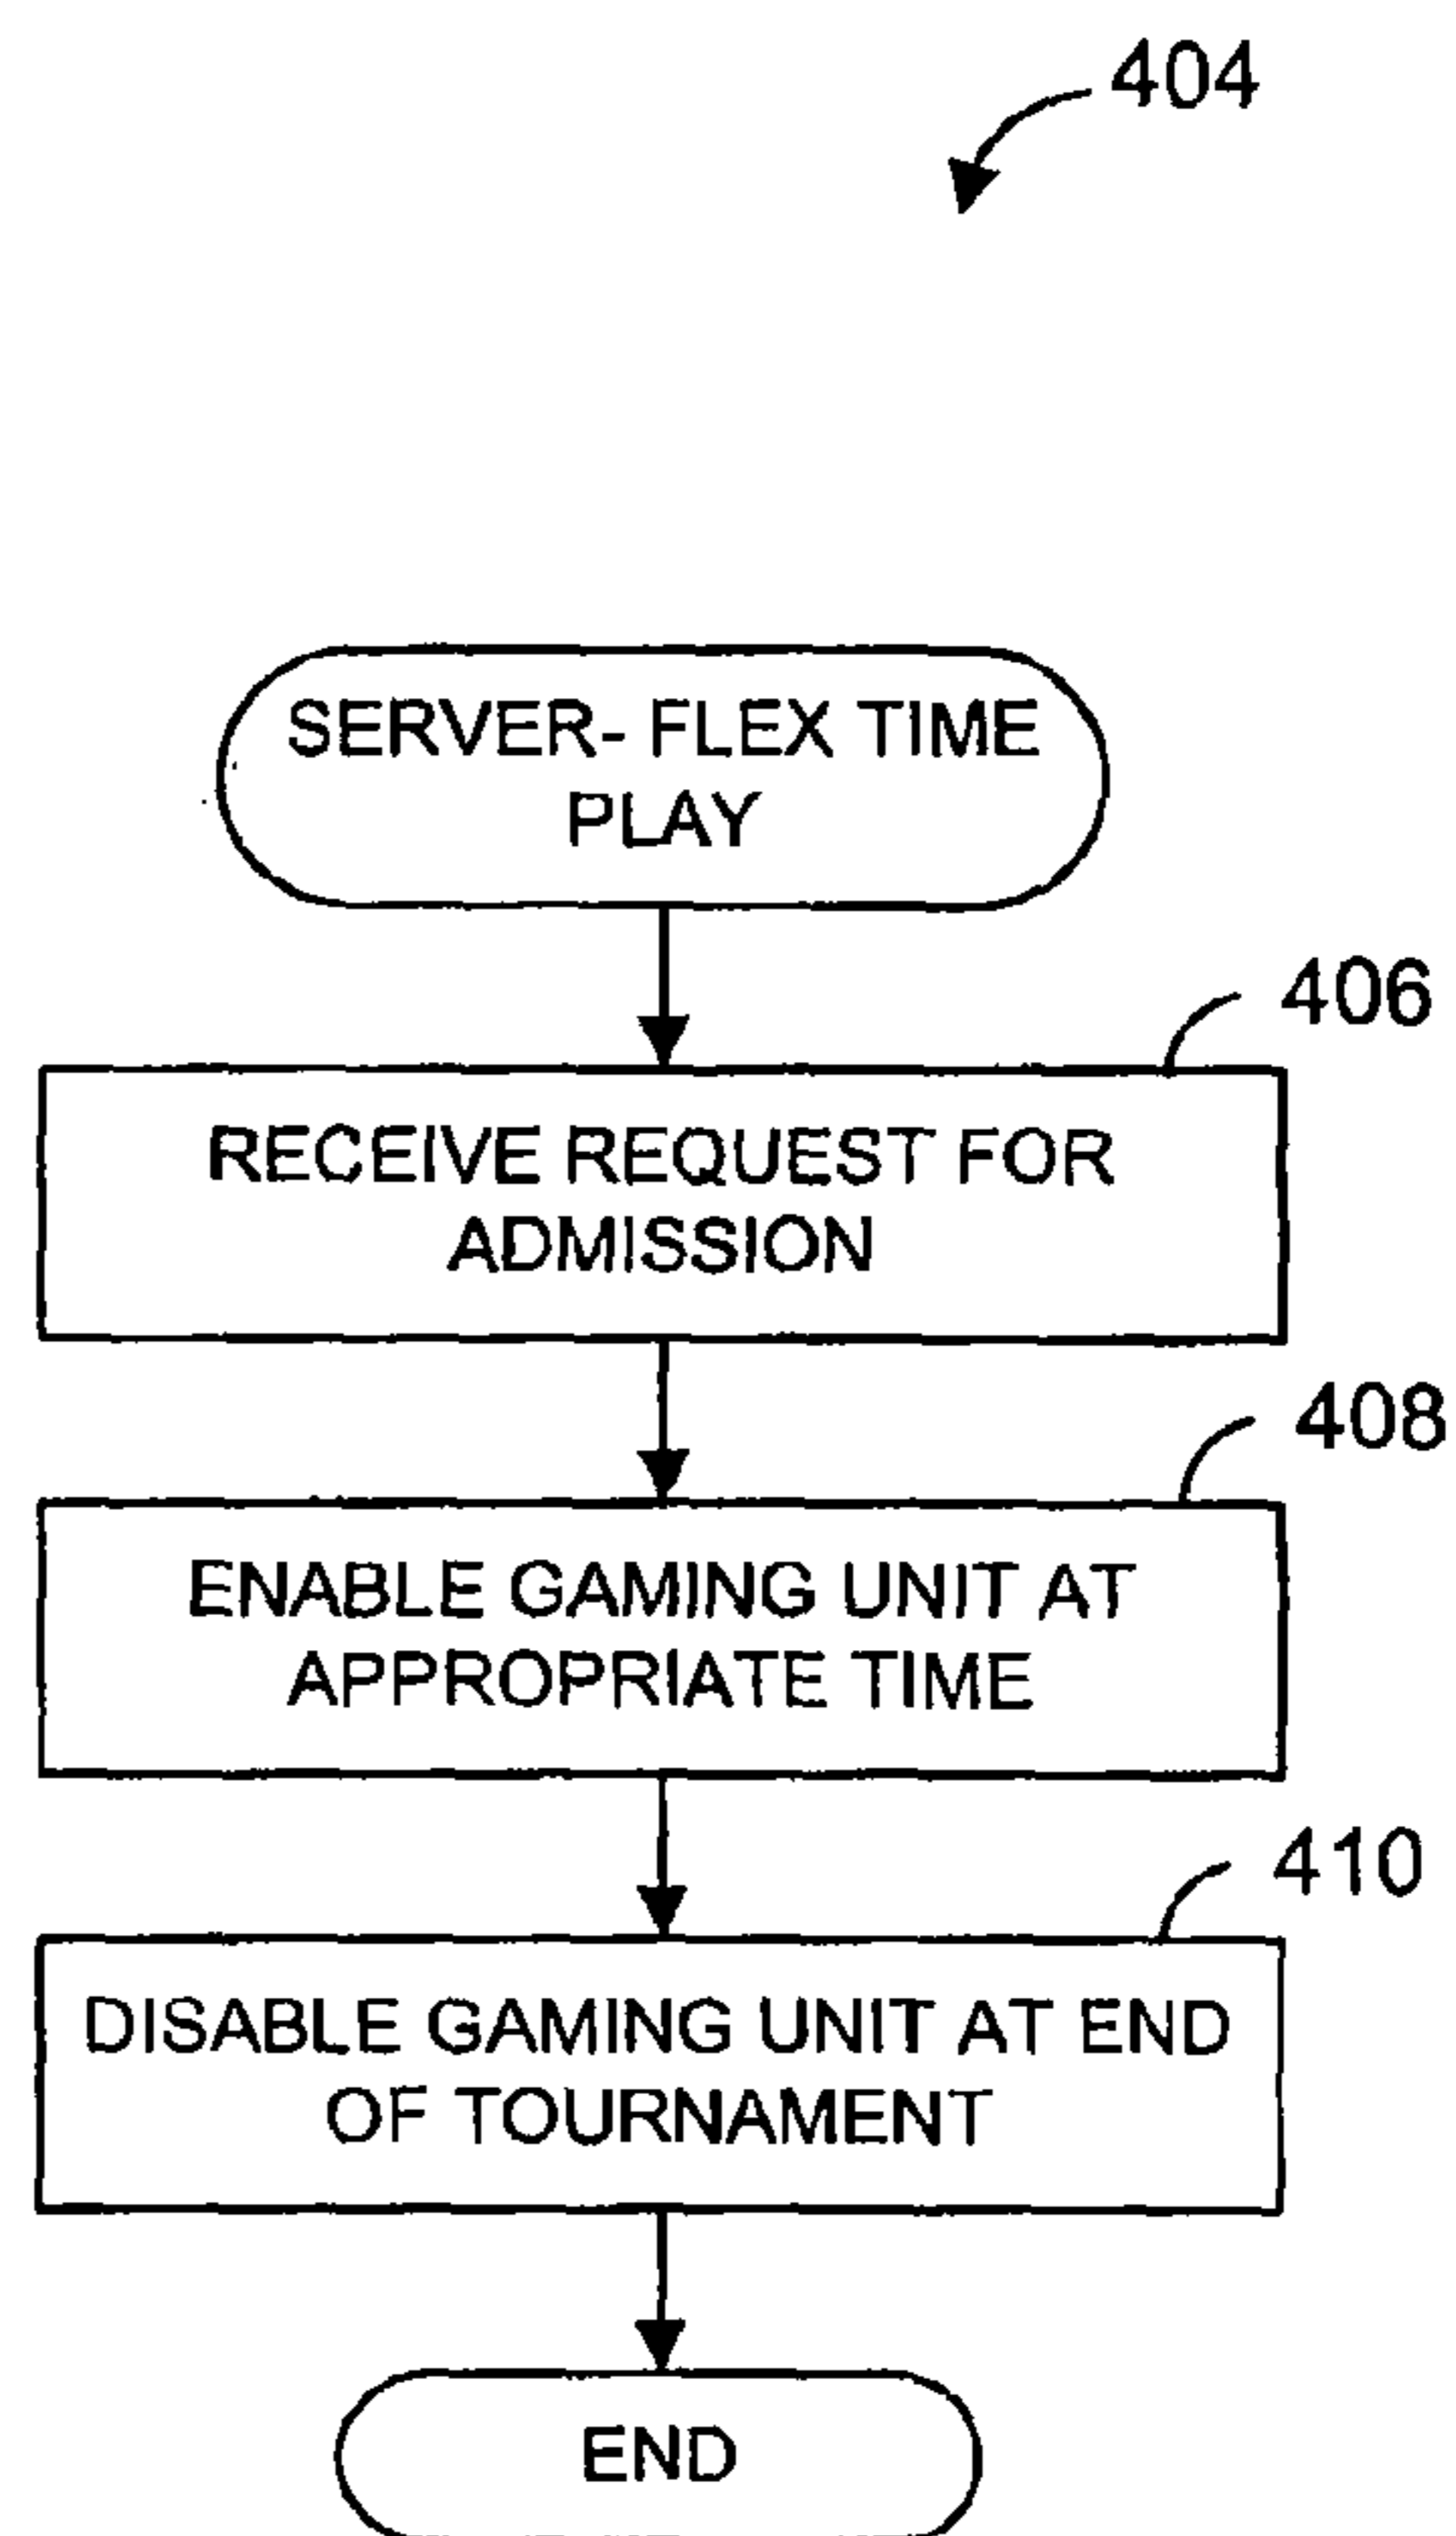 404
SERVER- FLEX TIME
PLAY
406
RECEIVE REQUEST FOR
ADMISSION
408
ENABLE GAMING UNIT AT
APPROPRIATE TIME
410
DISABLE GAMING UNIT AT END
OF TOURNAMENT
END